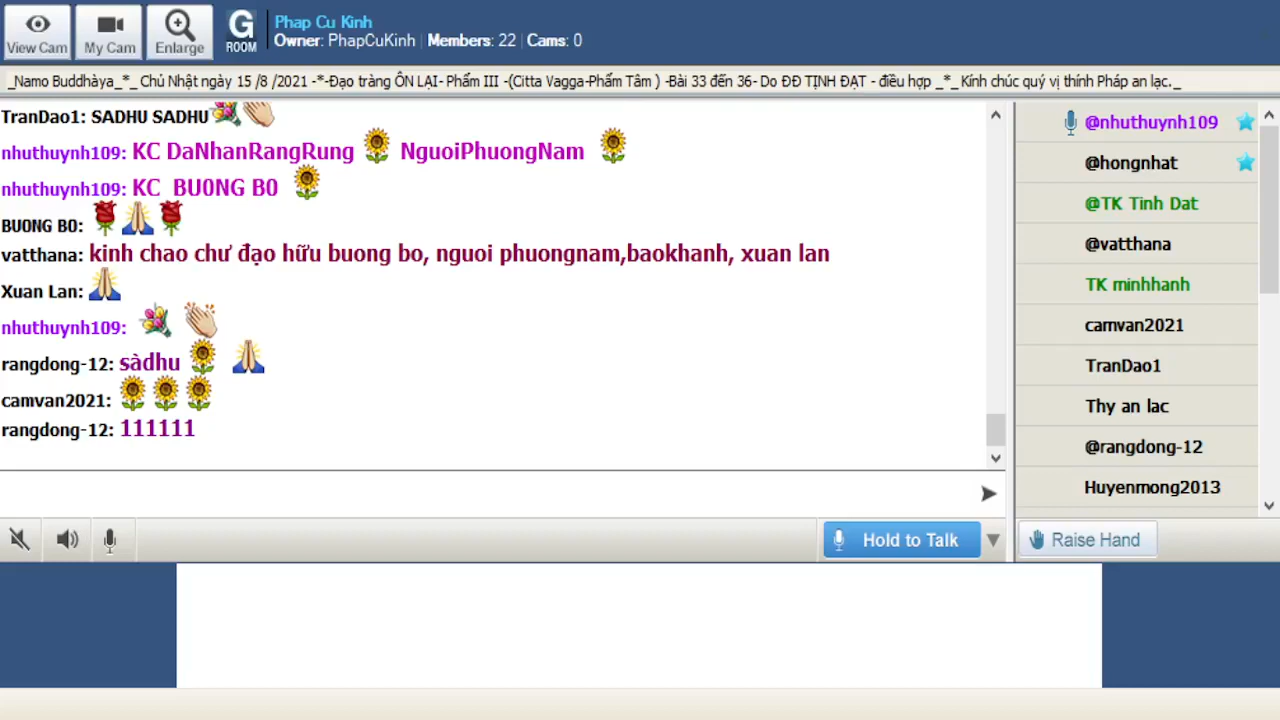 View Cam
My Cam
Enlarge
G
ROOM
Phap Cu Kinh
Owner: PhapCuKinh | Members: 22 | Cams: 0
_Namo Buddhàya_*_ Chủ Nhật ngày 15 /8 /2021 -*-Đạo tràng ÔN LẠI- Phẩm III -(Citta Vagga-Phẩm Tâm ) -Bài 33 đến 36- Do ĐĐ TỊNH ĐẠT - điều hợp _*_ Kính chúc quý vị thính Pháp an lạc._
TranDao1: SADHU SADHU
nhuthuynh109: KC DaNhanRangRung NguoiPhuongNam
nhuthuynh109: KC BU0NG B0
BUONG BO:
vatthana: kinh chao chư đạo hữu buong bo, nguoi phuongnam,baokhanh, xuan lan
Xuan Lan:
nhuthuynh109:
rangdong-12: sàdhu
camvan2021:
rangdong-12: 111111
@nhuthuynh109
@hongnhat
@TK Tinh Dat
@vatthana
TK minhhanh
camvan2021
TranDao1
Thy an lac
@rangdong-12
Huyenmong2013
Hold to Talk
Raise Hand